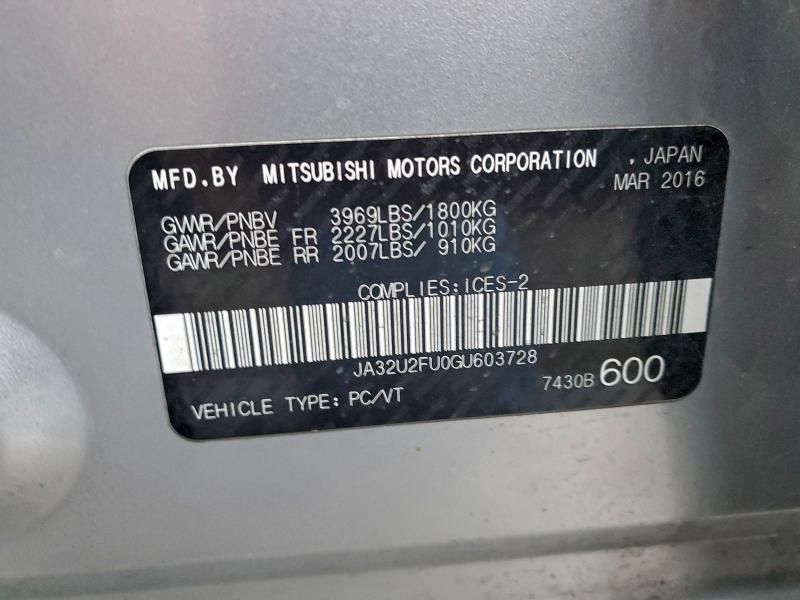 MFD.BY MITSUBISHI MOTORS CORPORATION . JAPAN
MAR 2016
GVWR/PNBV 3969LBS/1800KG
GAWR/PNBE FR 2227LBS/1010KG
GAWR/PNBE RR 2007LBS/ 910KG
COMPLIES:ICES-2
JA32U2FU0GU603728
7430B 600
VEHICLE TYPE: PC/VT